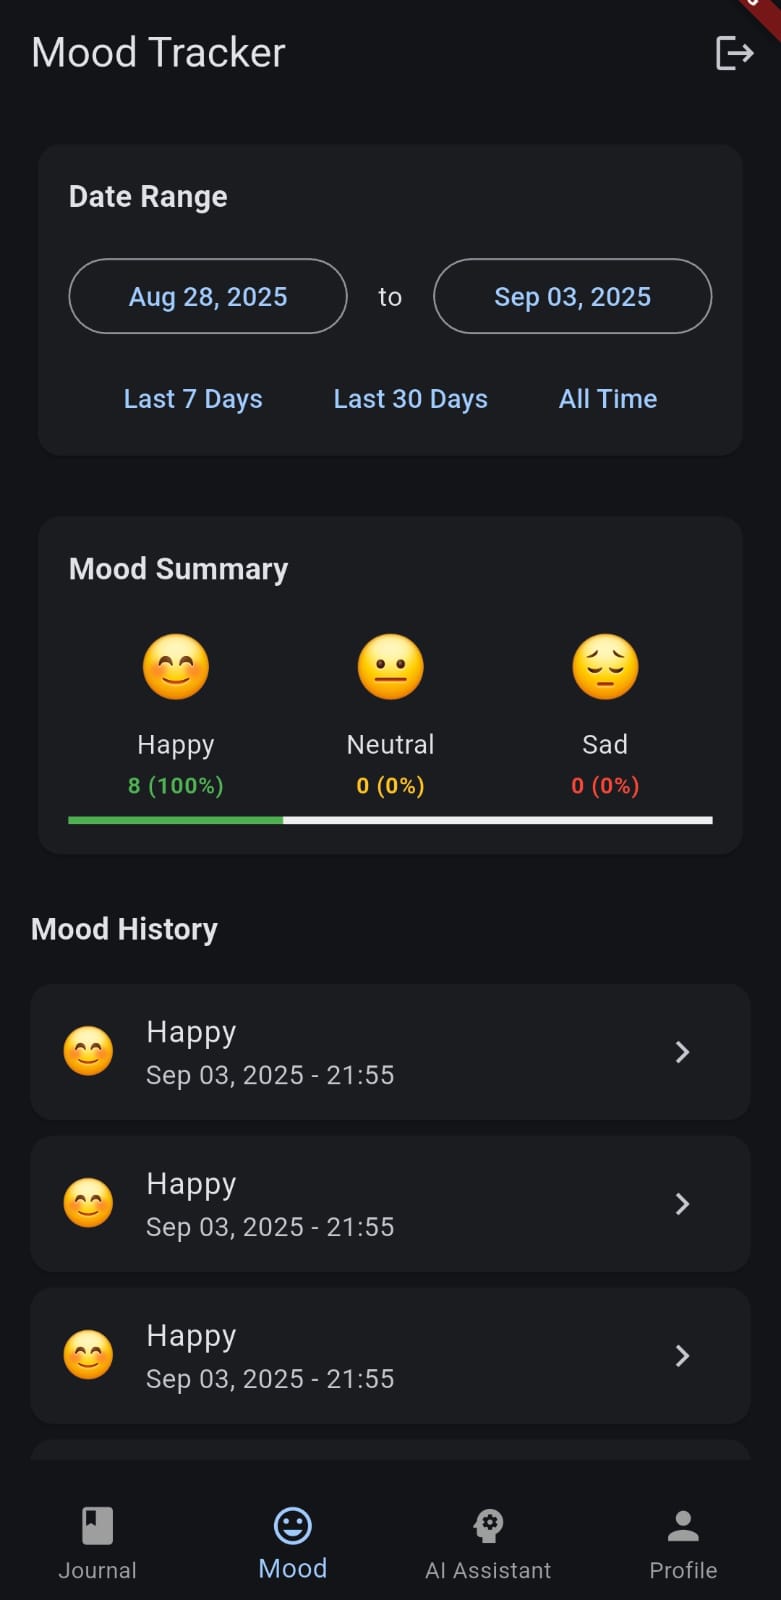 Mood Tracker
Date Range
Aug 28, 2025 to Sep 03, 2025
Last 7 Days Last 30 Days All Time
Mood Summary
Happy Neutral Sad
8 (100%) 0 (0%) 0 (0%)
Mood History
Happy
Sep 03, 2025 - 21:55
Happy
Sep 03, 2025 - 21:55
Happy
Sep 03, 2025 - 21:55
Journal Mood AI Assistant Profile